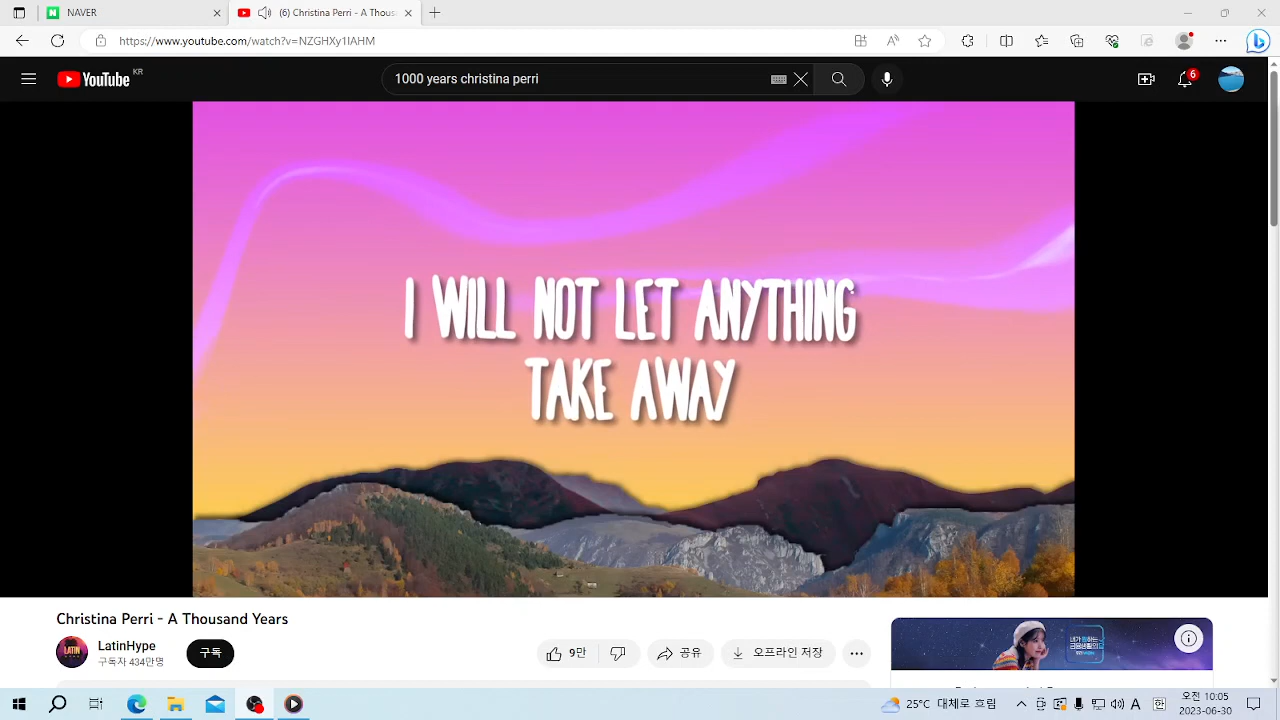 NAVER
(6) Christina Perri - A Thous
https://www.youtube.com/watch?v=NZGHXy1lAHM
YouTube KR
1000 years christina perri
6
I WILL NOT LET ANYTHING
TAKE AWAY
Christina Perri - A Thousand Years
LATIN
LatinHype
구독자 434만명
구독
9만
공유
오프라인 저장
25°C 대체로 흐림
A
한
오전 10:05
2023-06-30